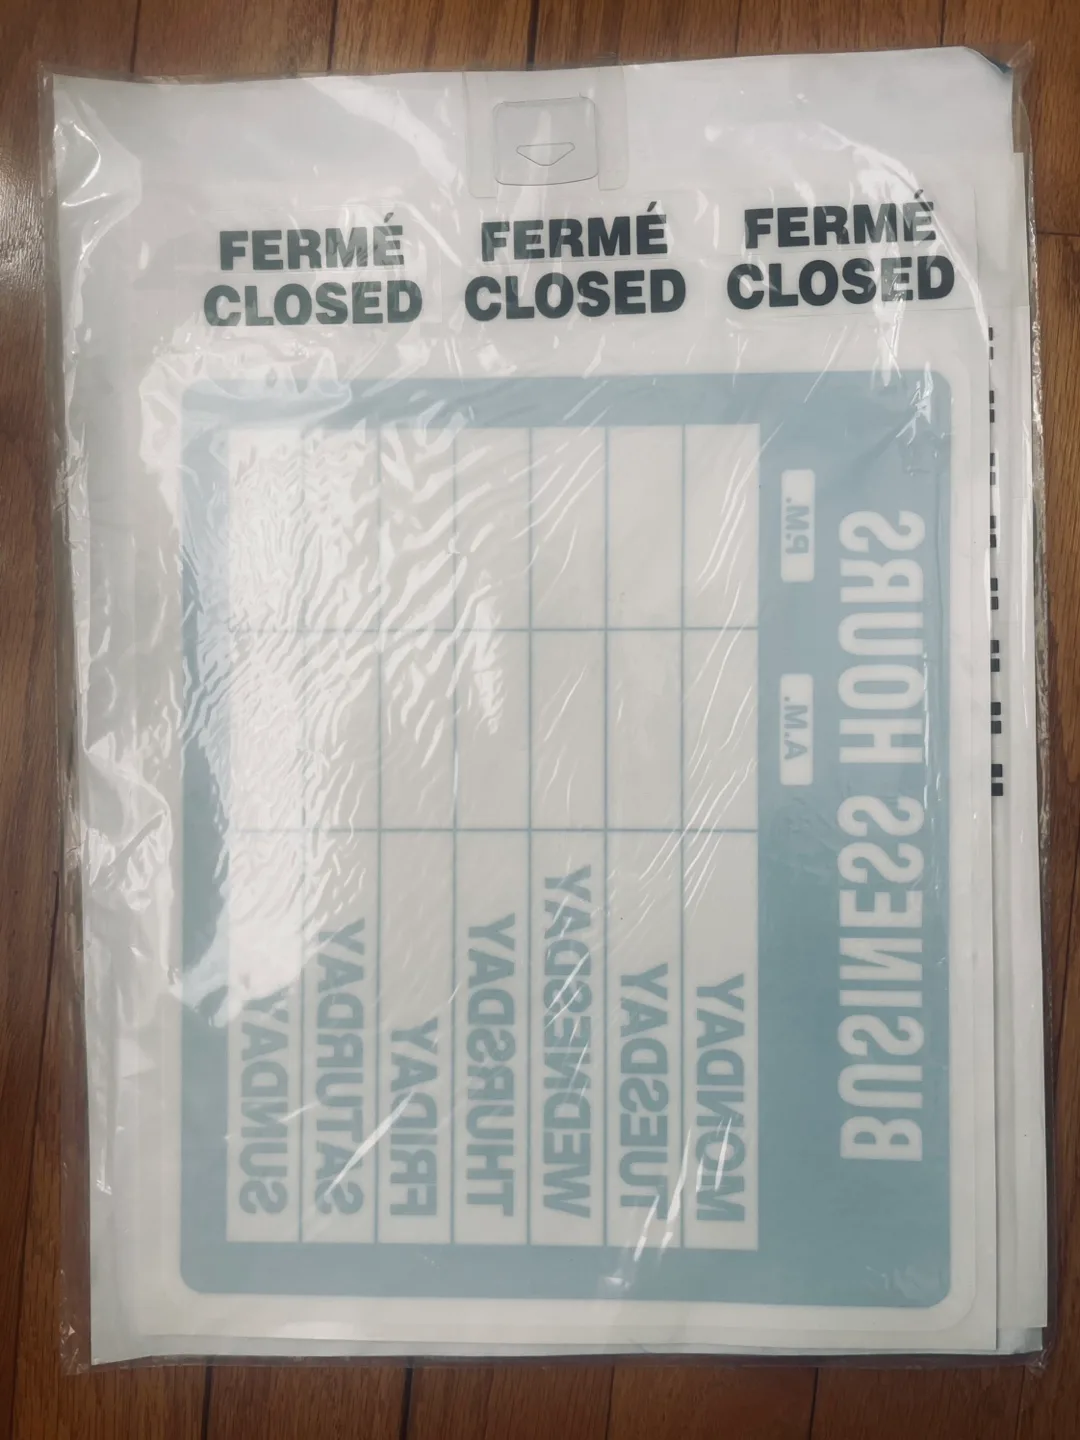 FERMÉ
CLOSED
FERMÉ
CLOSED
FERMÉ
CLOSED
BUSINESS HOURS
A.M.
P.M.
MONDAY
TUESDAY
WEDNESDAY
THURSDAY
FRIDAY
SATURDAY
SUNDAY